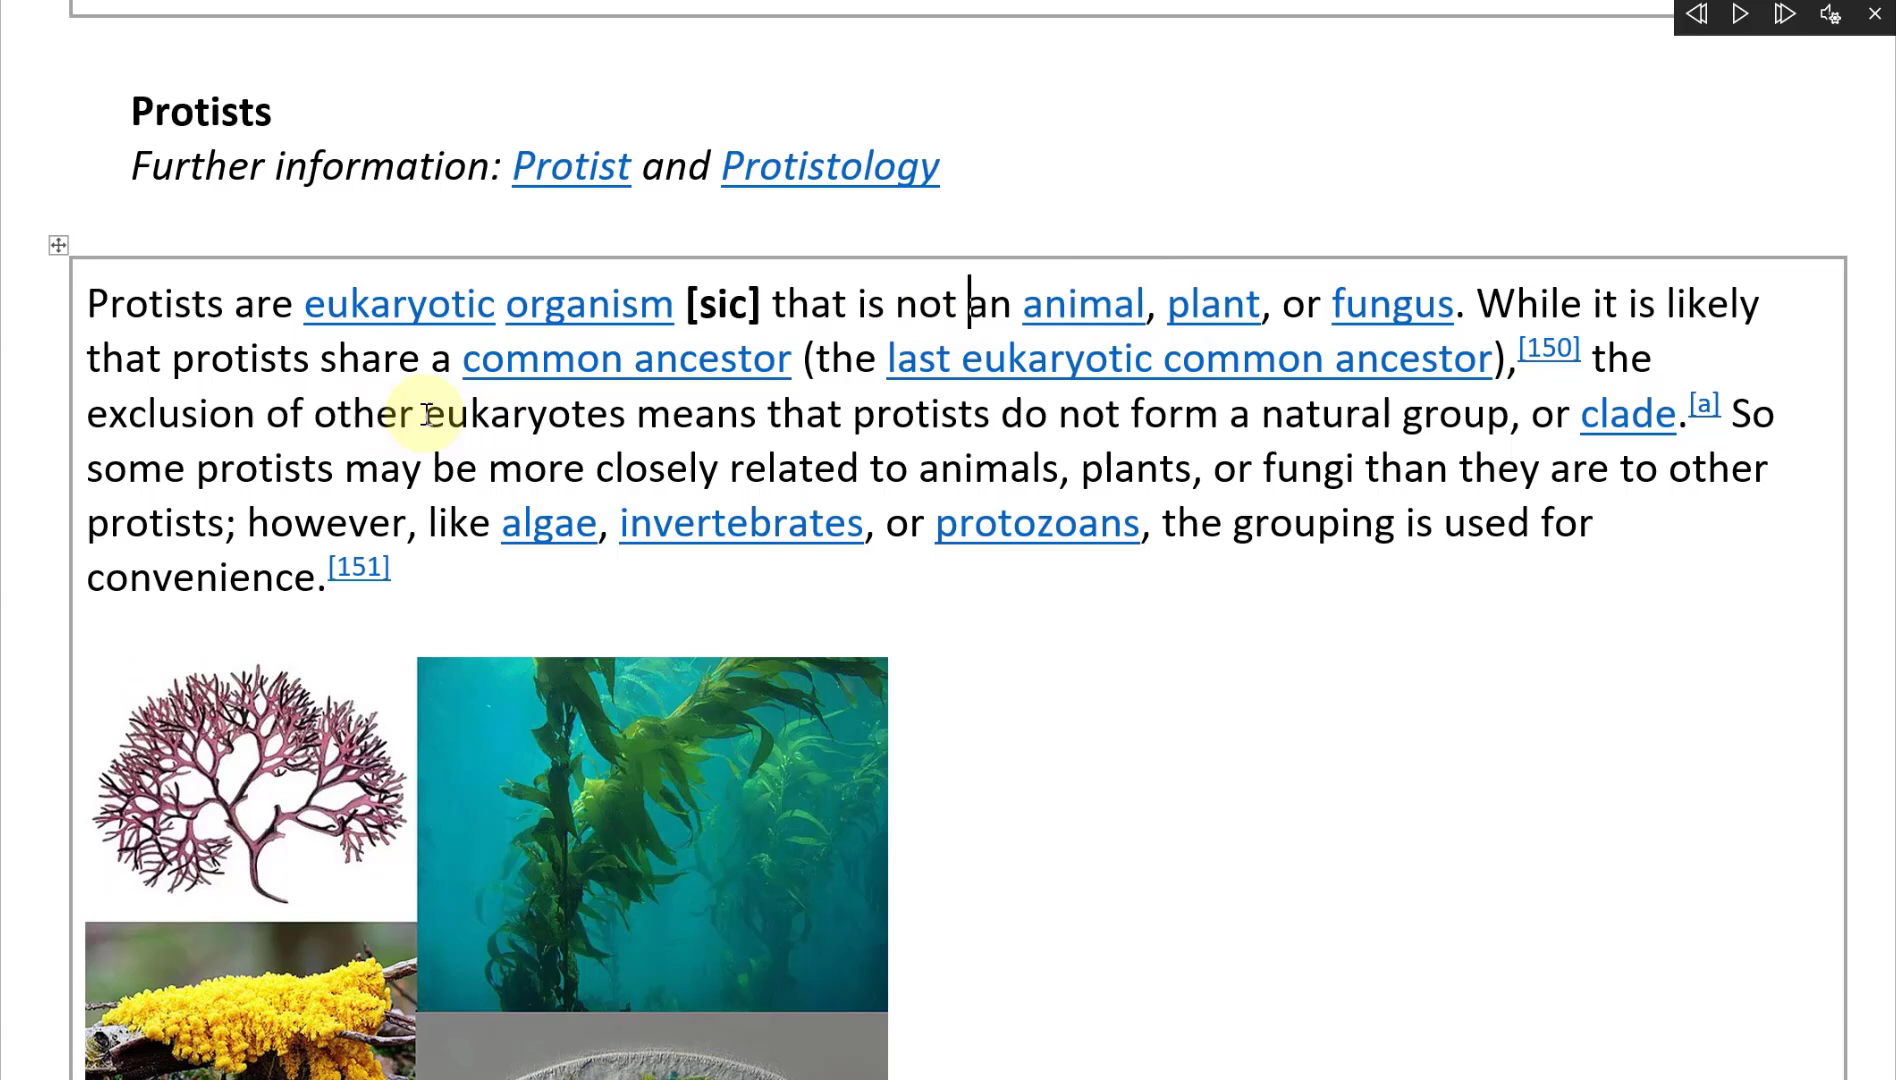 Protists
Further information: Protist and Protistology
Protists are eukaryotic organism [sic] that is not an animal, plant, or fungus. While it is likely
that protists share a common ancestor (the last eukaryotic common ancestor),[150] the
exclusion of other eukaryotes means that protists do not form a natural group, or clade.[a] So
some protists may be more closely related to animals, plants, or fungi than they are to other
protists; however, like algae, invertebrates, or protozoans, the grouping is used for
convenience.[151]